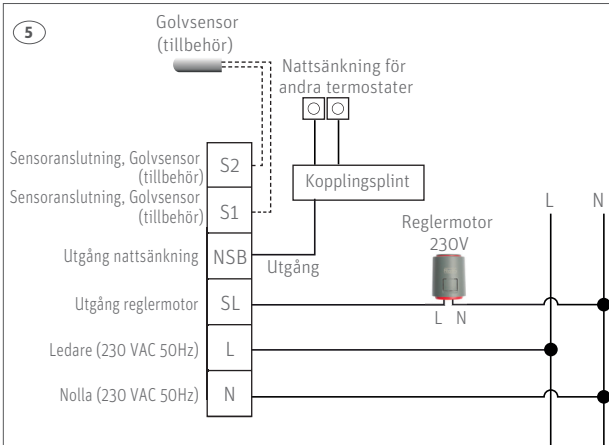 5
Golvsensor
(tillbehör)
Nattsänkning för
andra termostater
Sensoranslutning, Golvsensor
(tillbehör)
S2
Kopplingsplint
Sensoranslutning, Golvsensor
(tillbehör)
S1
L
N
Reglermotor
230V
Utgång nattsänkning
NSB
Utgång
Utgång reglermotor
SL
L N
Ledare (230 VAC 50Hz)
L
Nolla (230 VAC 50Hz)
N